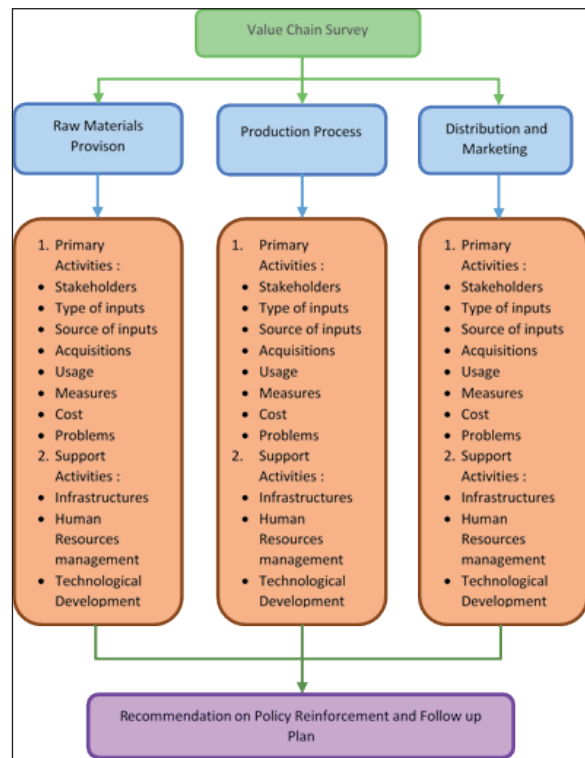 Value Chain Survey
Raw Materials
Provison
Production Process
Distribution and
Marketing
1. Primary
Activities :
• Stakeholders
• Type of inputs
• Source of inputs
• Acquisitions
• Usage
• Measures
• Cost
• Problems
2. Support
Activities :
• Infrastructures
• Human
Resources
management
• Technological
Development
1. Primary
Activities :
• Stakeholders
• Type of inputs
• Source of inputs
• Acquisitions
• Usage
• Measures
• Cost
• Problems
2. Support
Activities :
• Infrastructures
• Human
Resources
management
• Technological
Development
1. Primary
Activities :
• Stakeholders
• Type of inputs
• Source of inputs
• Acquisitions
• Usage
• Measures
• Cost
• Problems
2. Support
Activities :
• Infrastructures
• Human
Resources
management
• Technological
Development
Recommendation on Policy Reinforcement and Follow up
Plan